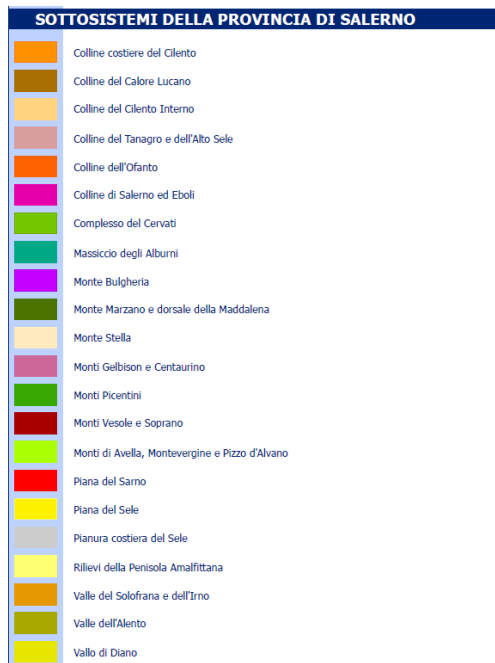 SOTTOSISTEMI DELLA PROVINCIA DI SALERNO
Colline costiere del Cilento
Colline del Calore Lucano
Colline del Cilento Interno
Colline del Tanagro e dell'Alto Sele
Colline dell'Ofanto
Colline di Salerno ed Eboli
Complesso del Cervati
Massiccio degli Alburni
Monte Bulgheria
Monte Marzano e dorsale della Maddalena
Monte Stella
Monti Gelbison e Centaurino
Monti Picentini
Monti Vesole e Soprano
Monti di Avella, Montevergine e Pizzo d'Alvano
Piana del Sarno
Piana del Sele
Pianura costiera del Sele
Rilievi della Penisola Amalfittana
Valle del Solofrana e dell'Irno
Valle dell'Alento
Vallo di Diano